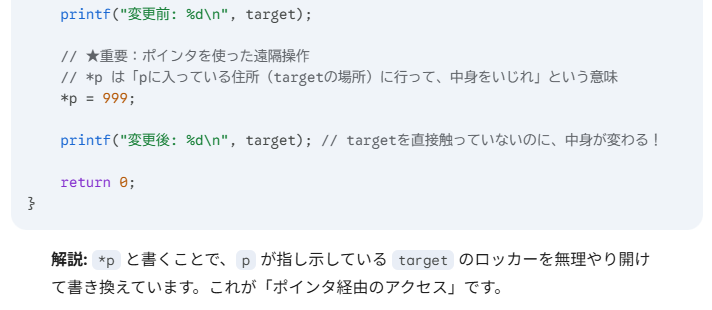 printf("変更前: %d\n", target);
// ★重要：ポインタを使った遠隔操作
// *p は「pに入っている住所（targetの場所）に行って、中身をいじれ」という意味
*p = 999;
printf("変更後: %d\n", target); // targetを直接触っていないのに、中身が変わる！
return 0;
}
解説: *p と書くことで、 p が指し示している target のロッカーを無理やり開け
て書き換えています。これが「ポインタ経由のアクセス」です。